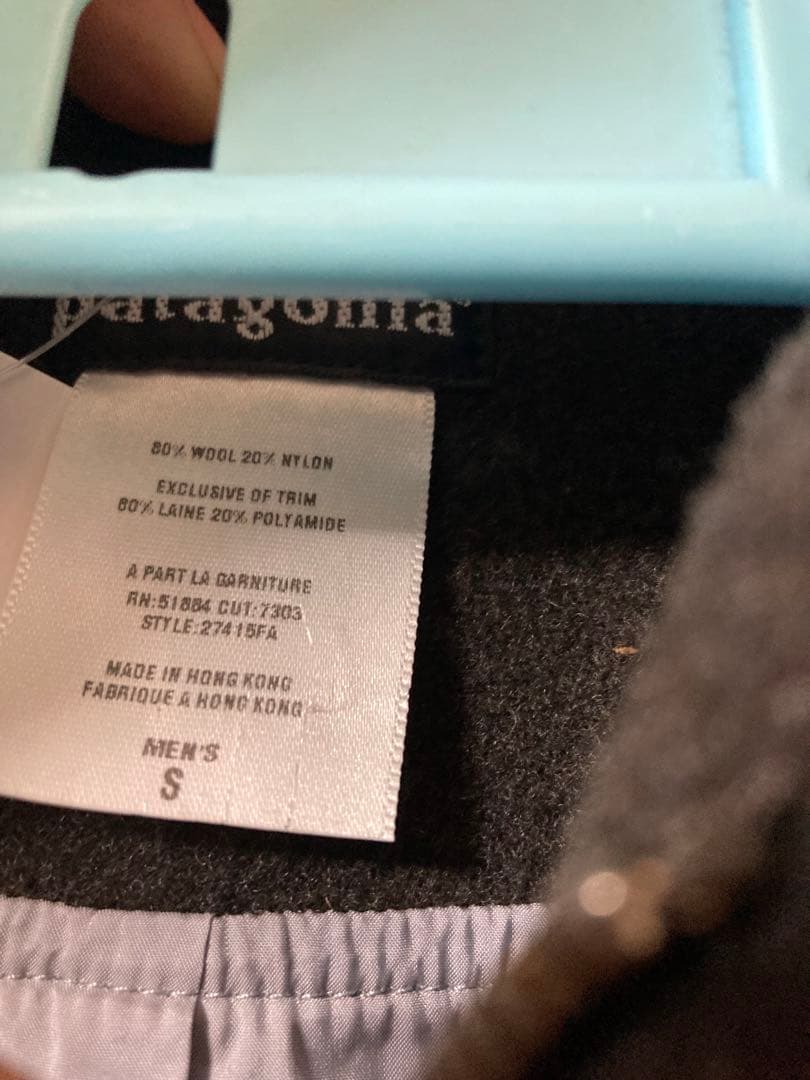 patagonia
80% WOOL 20% NYLON
EXCLUSIVE OF TRIM
80% LAINE 20% POLYAMIDE
A PART LA GARNITURE
RN:51884 CUT:7303
STYLE:27415FA
MADE IN HONG KONG
FABRIQUE A HONG KONG
MEN'S
S